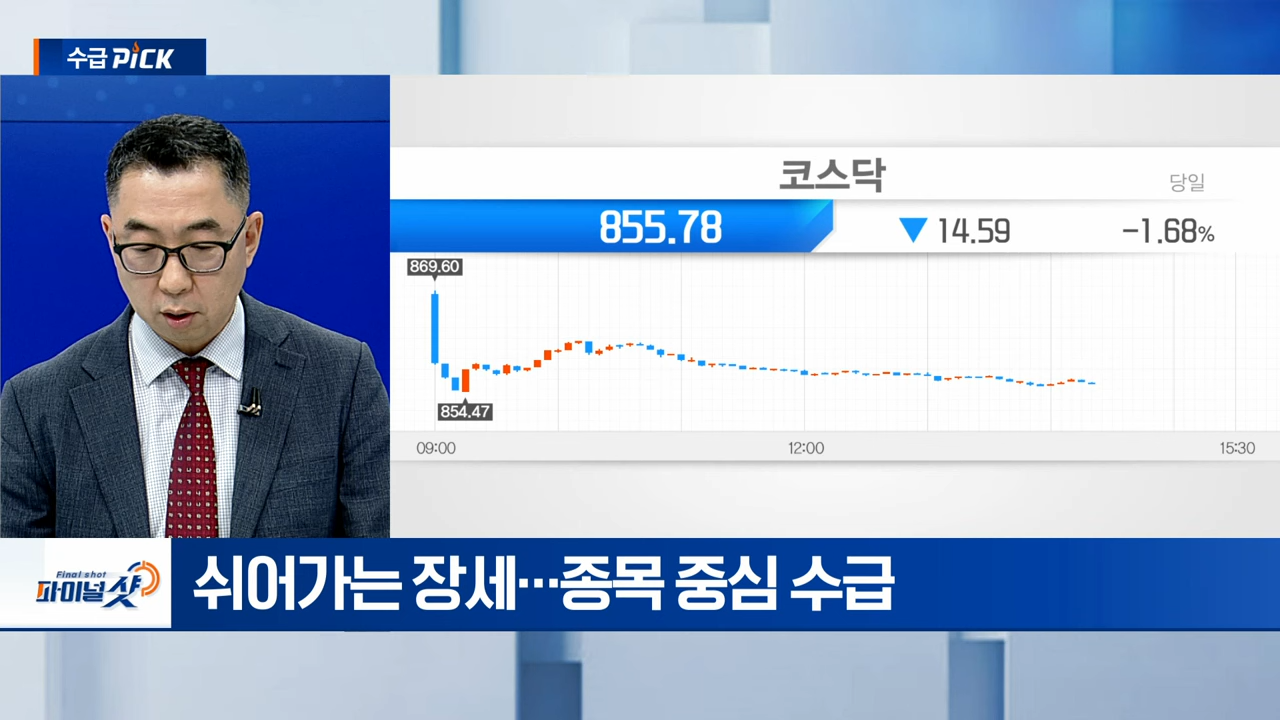 수급 PiCK
코스닥
당일
855.78
▼ 14.59
-1.68%
869.60
854.47
09:00
12:00
15:30
Final shot
파이널샷
쉬어가는 장세…종목 중심 수급